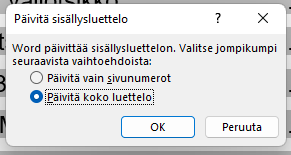 Päivitä sisällysluettelo
Word päivittää sisällysluettelon. Valitse jompikumpi
seuraavista vaihtoehdoista:
Päivitä vain sivunumerot
Päivitä koko luettelo
OK
Peruuta